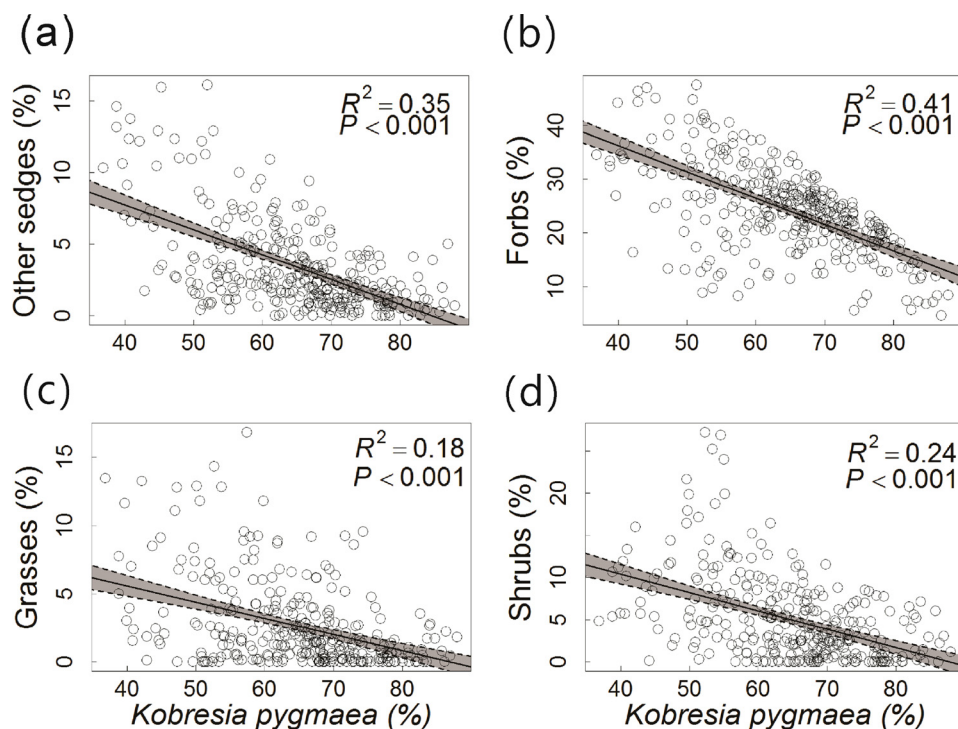 (a)
Other sedges (%)
15
10
5
0
R² = 0.35
P < 0.001
40 50 60 70 80
(b)
Forbs (%)
40
30
20
10
R² = 0.41
P < 0.001
40 50 60 70 80
(c)
Grasses (%)
15
10
5
0
R² = 0.18
P < 0.001
40 50 60 70 80
Kobresia pygmaea (%)
(d)
Shrubs (%)
20
10
5
0
R² = 0.24
P < 0.001
40 50 60 70 80
Kobresia pygmaea (%)